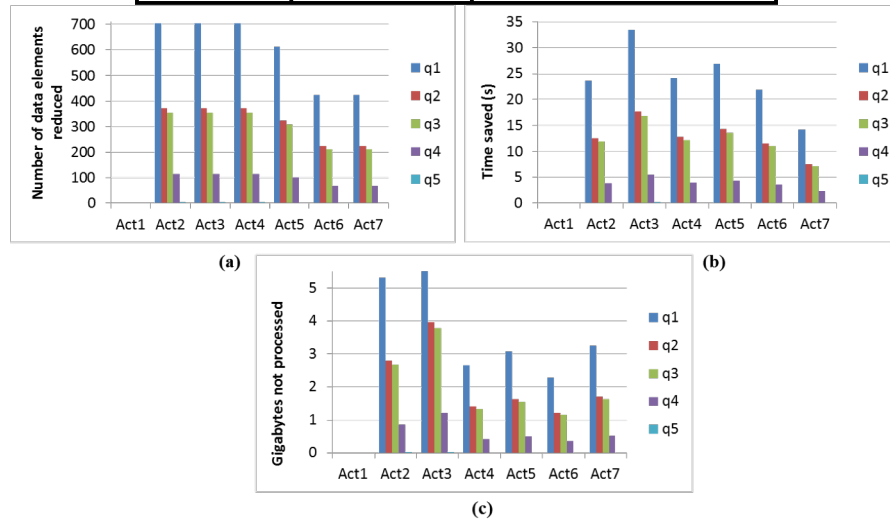 Number of data elements reduced
700
600
500
400
300
200
100
0
Act1 Act2 Act3 Act4 Act5 Act6 Act7
q1
q2
q3
q4
q5
(a)
Time saved (s)
35
30
25
20
15
10
5
0
Act1 Act2 Act3 Act4 Act5 Act6 Act7
q1
q2
q3
q4
q5
(b)
Gigabytes not processed
5
4
3
2
1
0
Act1 Act2 Act3 Act4 Act5 Act6 Act7
q1
q2
q3
q4
q5
(c)